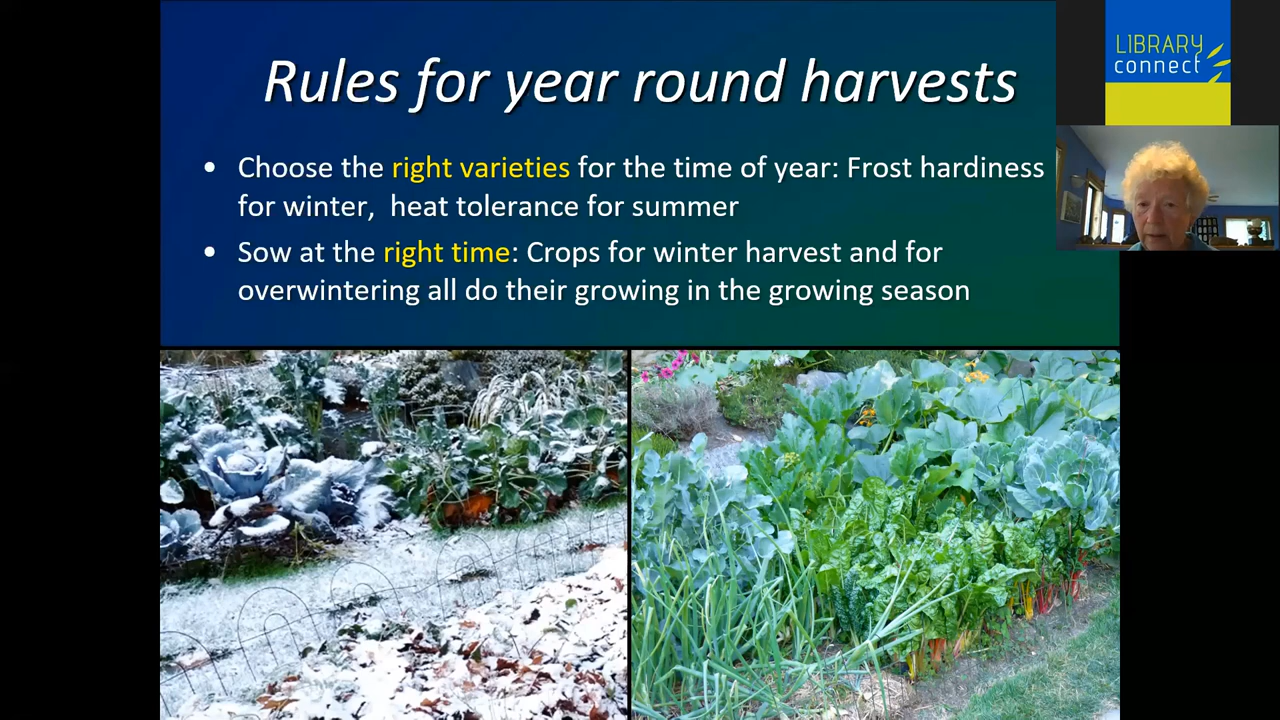 Rules for year round harvests
• Choose the right varieties for the time of year: Frost hardiness
for winter, heat tolerance for summer
• Sow at the right time: Crops for winter harvest and for
overwintering all do their growing in the growing season
LIBRARY
connect